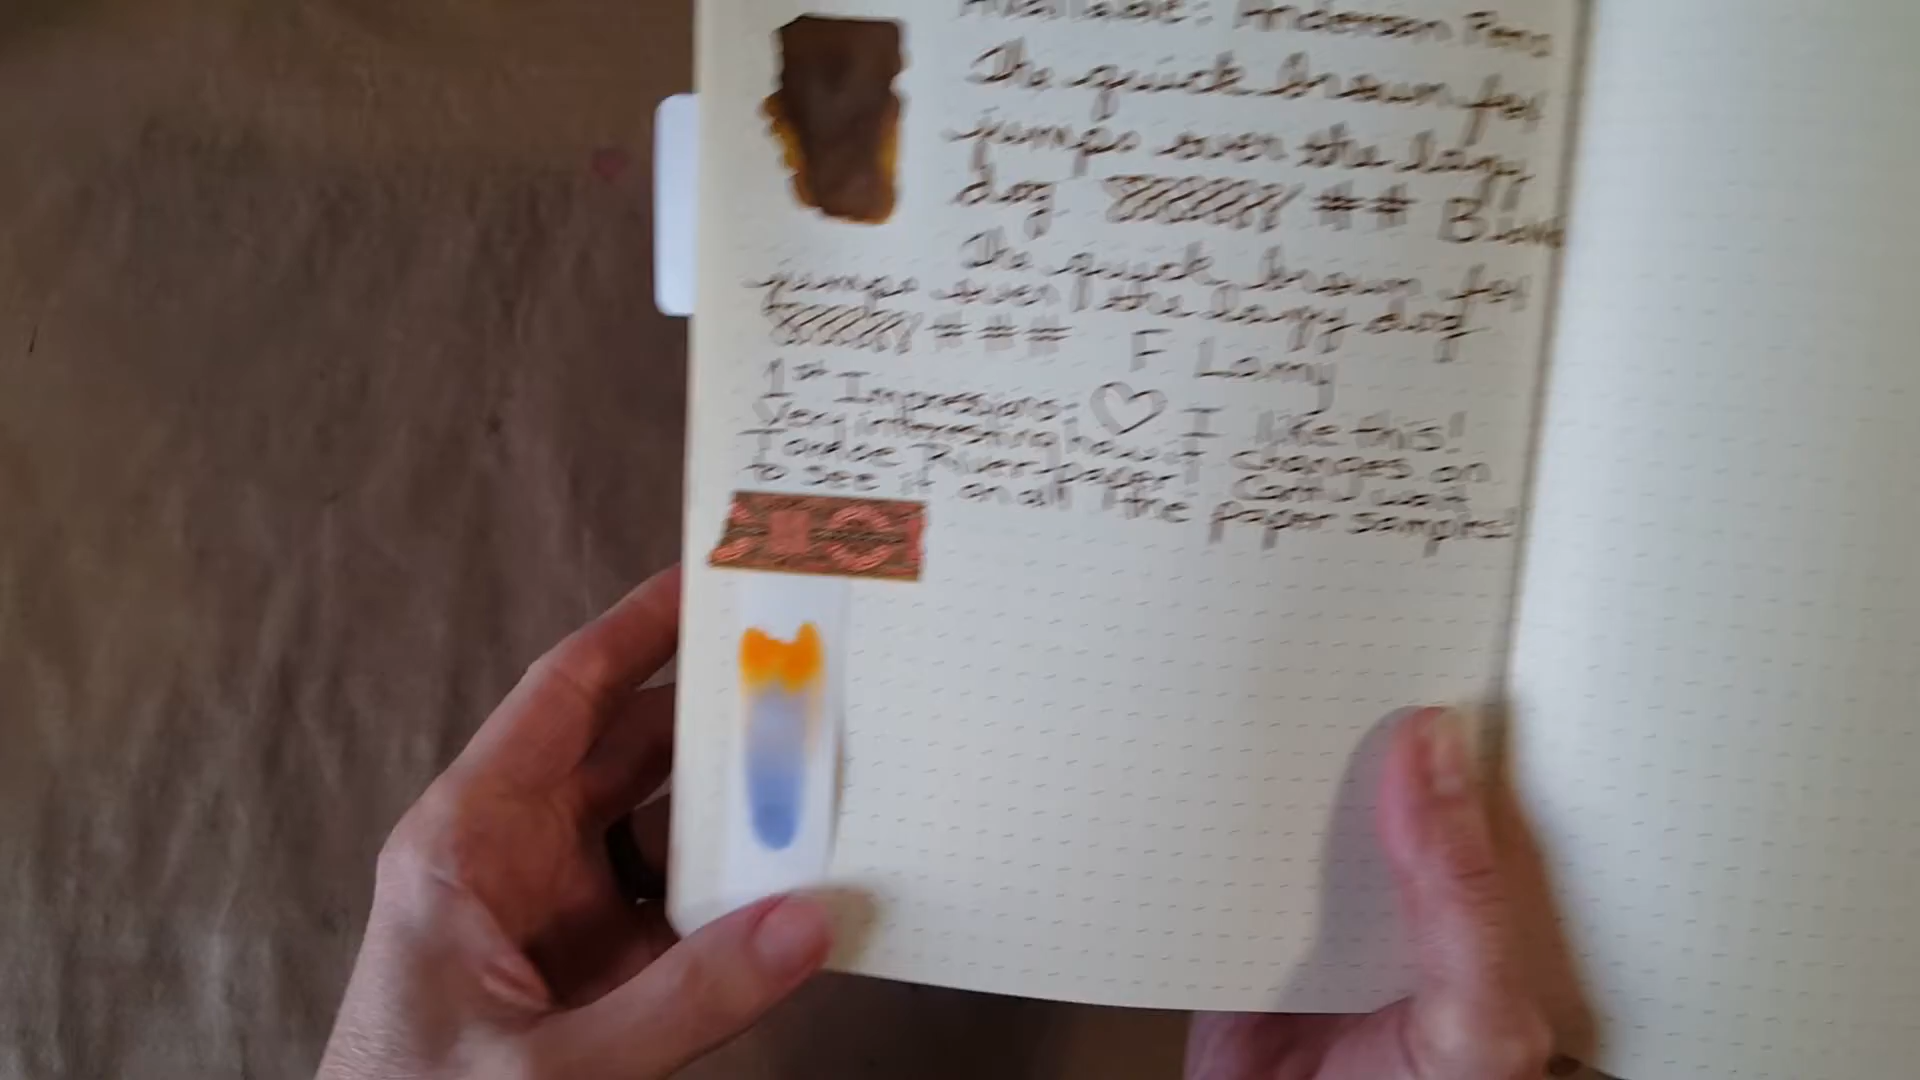 Available: Anderson Pens
The quick brown fox
jumps over the lazy
dog ## B
The quick brown fox
jumps over the lazy dog
### F Lamy
1st Impressions: ♡ I like this!
Very interesting how it changes on
Tomoe River paper! Can't wait
to see it on all the paper samples!